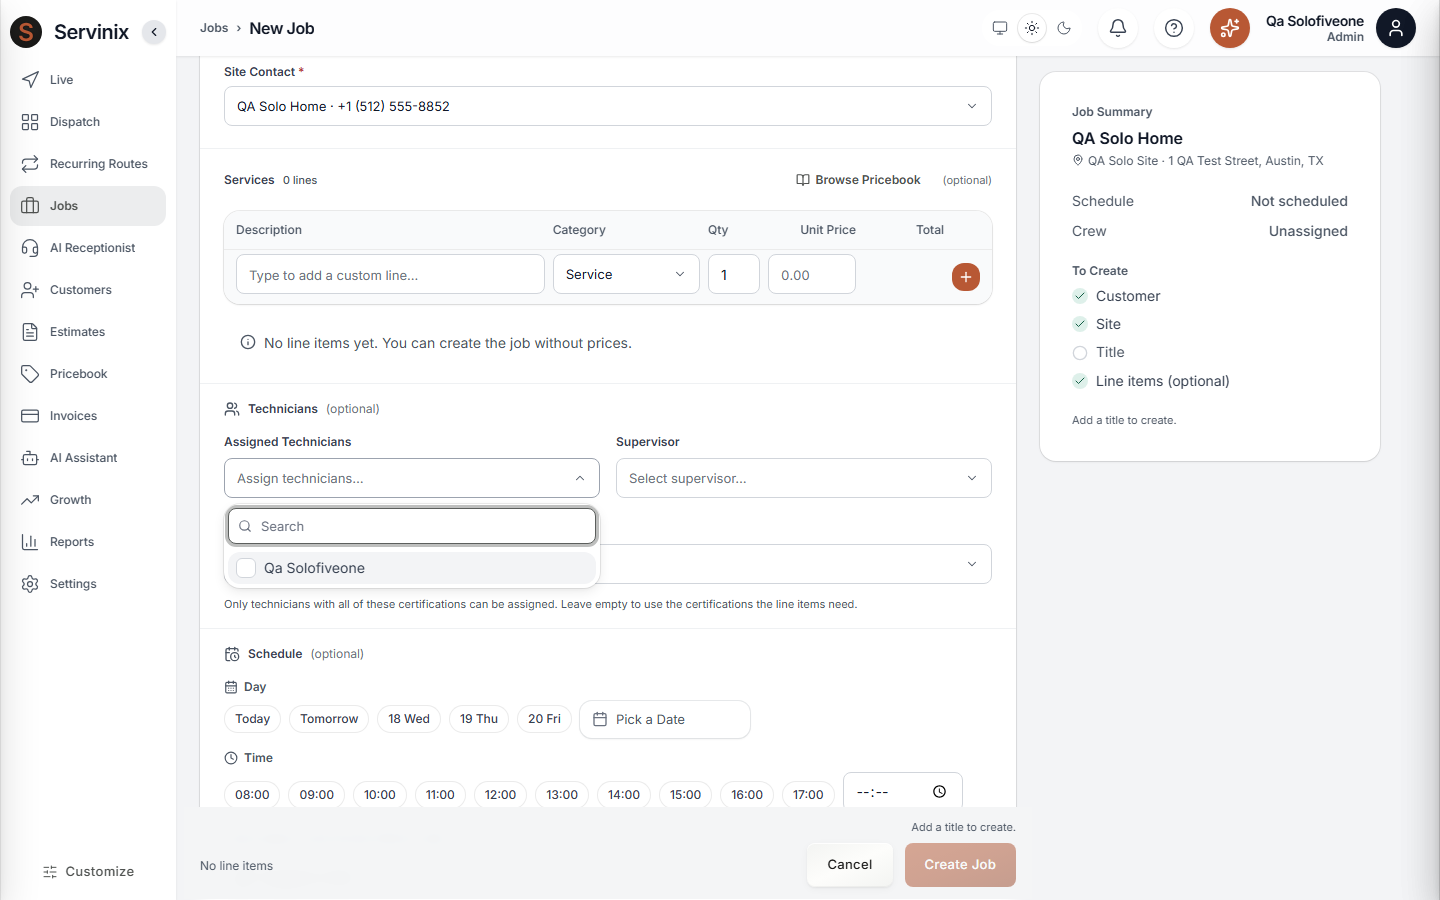 Servinix
Live
Dispatch
Recurring Routes
Jobs
AI Receptionist
Customers
Estimates
Pricebook
Invoices
AI Assistant
Growth
Reports
Settings
Customize
Jobs › New Job
Qa Solofiveone
Admin
Site Contact *
QA Solo Home · +1 (512) 555-8852
Services 0 lines
Browse Pricebook (optional)
Description Category Qty Unit Price Total
Type to add a custom line... Service 1 0.00
No line items yet. You can create the job without prices.
Technicians (optional)
Assigned Technicians Supervisor
Assign technicians... Select supervisor...
Search
Qa Solofiveone
Only technicians with all of these certifications can be assigned. Leave empty to use the certifications the line items need.
Schedule (optional)
Day
Today Tomorrow 18 Wed 19 Thu 20 Fri Pick a Date
Time
08:00 09:00 10:00 11:00 12:00 13:00 14:00 15:00 16:00 17:00 --:--
Add a title to create.
No line items Cancel Create Job
Job Summary
QA Solo Home
QA Solo Site · 1 QA Test Street, Austin, TX
Schedule Not scheduled
Crew Unassigned
To Create
Customer
Site
Title
Line items (optional)
Add a title to create.